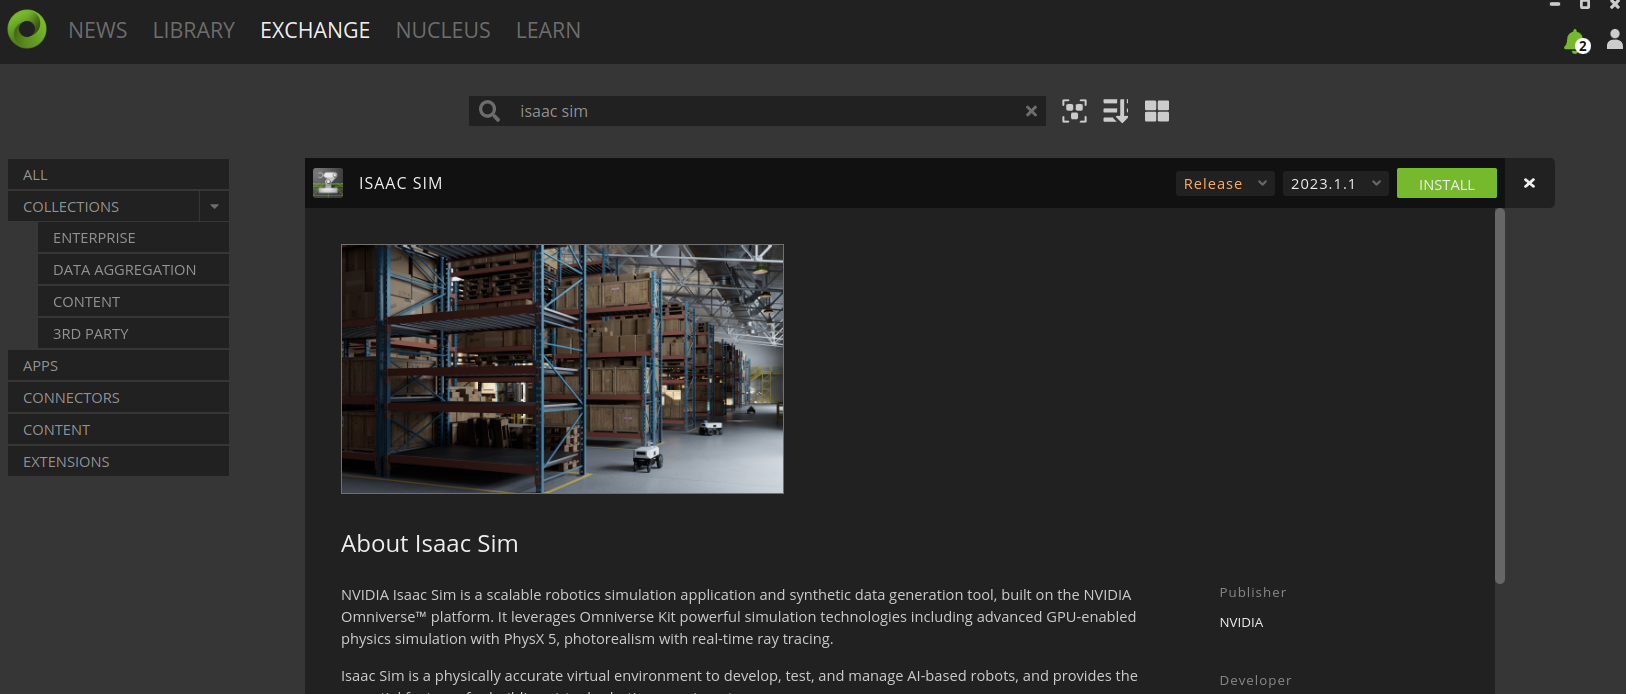 NEWS LIBRARY EXCHANGE NUCLEUS LEARN
2
isaac sim
ALL
COLLECTIONS
ENTERPRISE
DATA AGGREGATION
CONTENT
3RD PARTY
APPS
CONNECTORS
CONTENT
EXTENSIONS
ISAAC SIM Release 2023.1.1 INSTALL
About Isaac Sim
NVIDIA Isaac Sim is a scalable robotics simulation application and synthetic data generation tool, built on the NVIDIA
Omniverse™ platform. It leverages Omniverse Kit powerful simulation technologies including advanced GPU-enabled
physics simulation with PhysX 5, photorealism with real-time ray tracing.
Isaac Sim is a physically accurate virtual environment to develop, test, and manage AI-based robots, and provides the
Publisher
NVIDIA
Developer